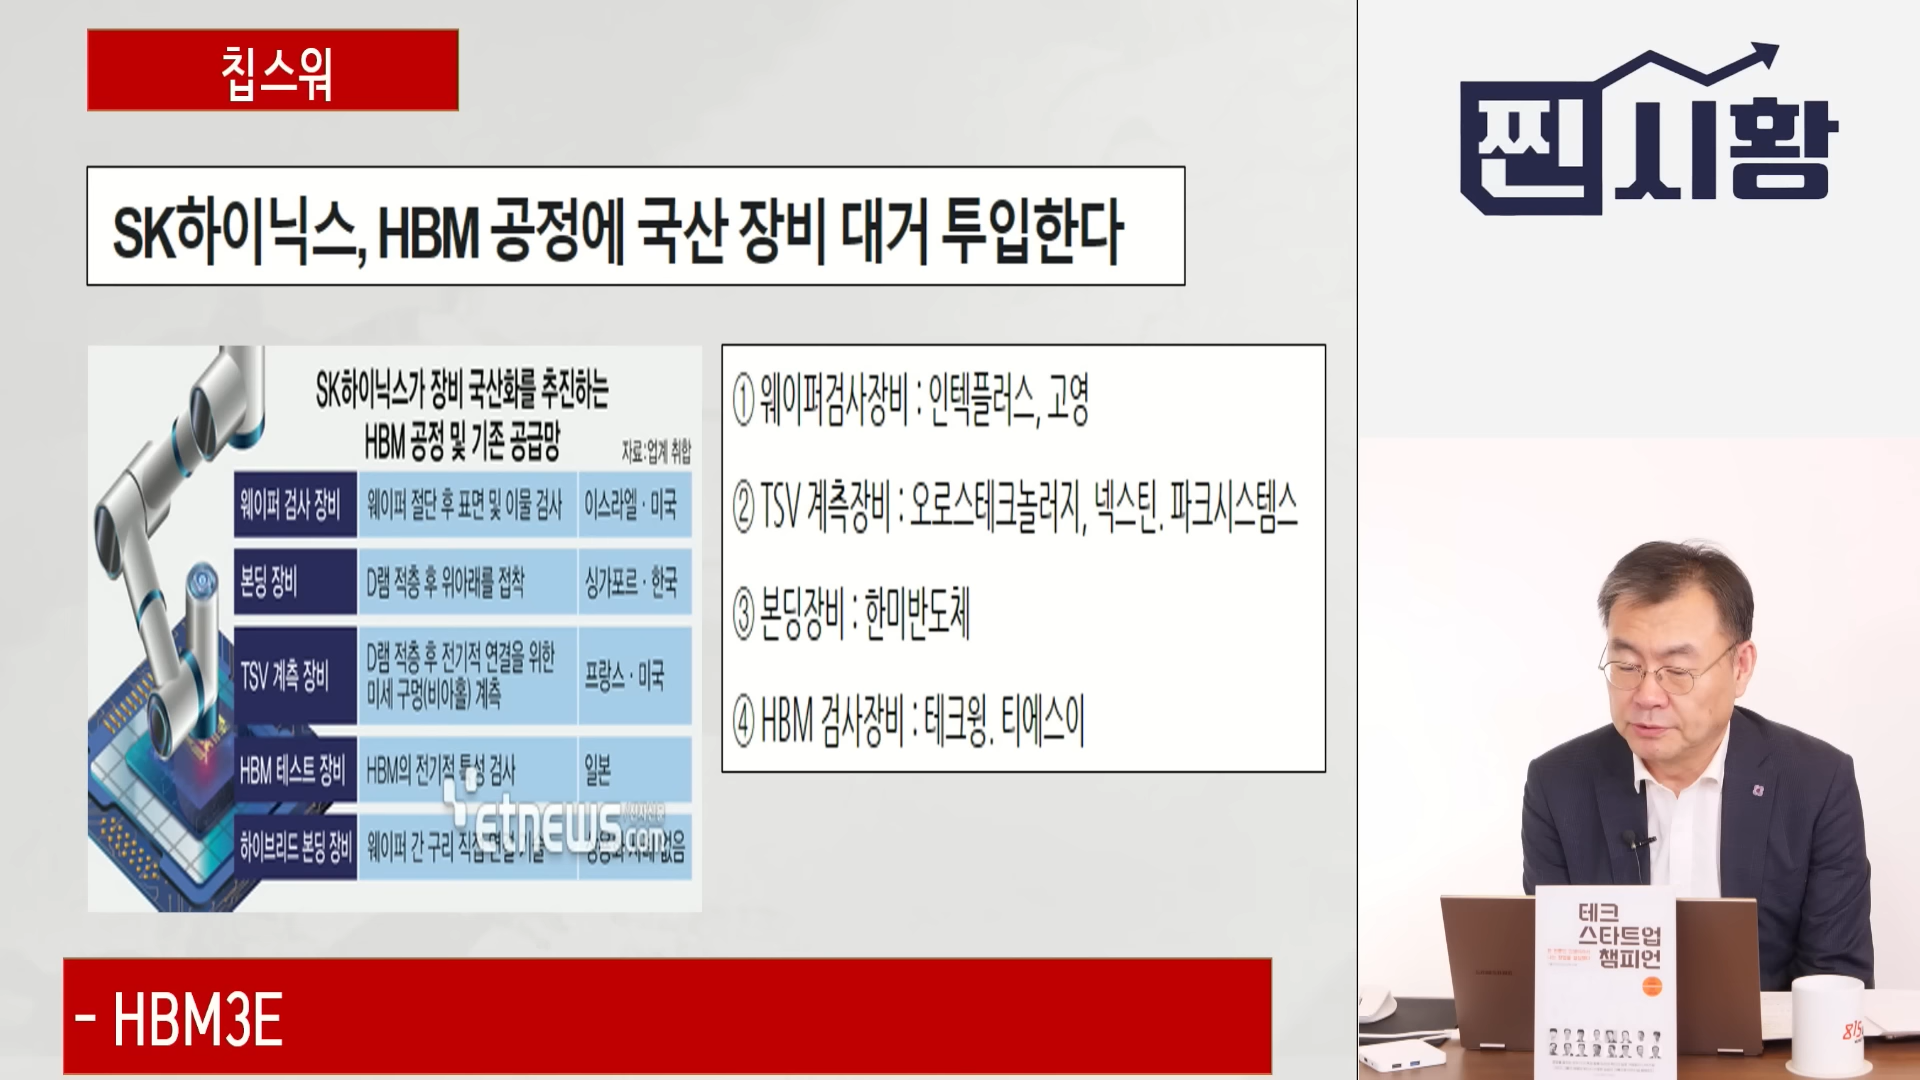 칩스워
SK하이닉스, HBM 공정에 국산 장비 대거 투입한다
SK하이닉스가 장비 국산화를 추진하는
HBM 공정 및 기존 공급망
자료:업계 취합
웨이퍼 검사 장비 웨이퍼 절단 후 표면 및 이물 검사 이스라엘·미국
본딩 장비 D램 적층 후 위아래를 접착 싱가포르·한국
TSV 계측 장비 D램 적층 후 전기적 연결을 위한
미세 구멍(비아홀) 계측 프랑스·미국
HBM 테스트 장비 HBM의 전기적 특성 검사 일본
하이브리드 본딩 장비 웨이퍼 간 구리 직접 연결 기술 없음
etnews.com 전자신문
① 웨이퍼검사장비 : 인텍플러스, 고영
② TSV 계측장비 : 오로스테크놀러지, 넥스틴. 파크시스템스
③ 본딩장비 : 한미반도체
④ HBM 검사장비 : 테크윙. 티에스이
- HBM3E
찐시황
테크
스타트업
챔피언
815